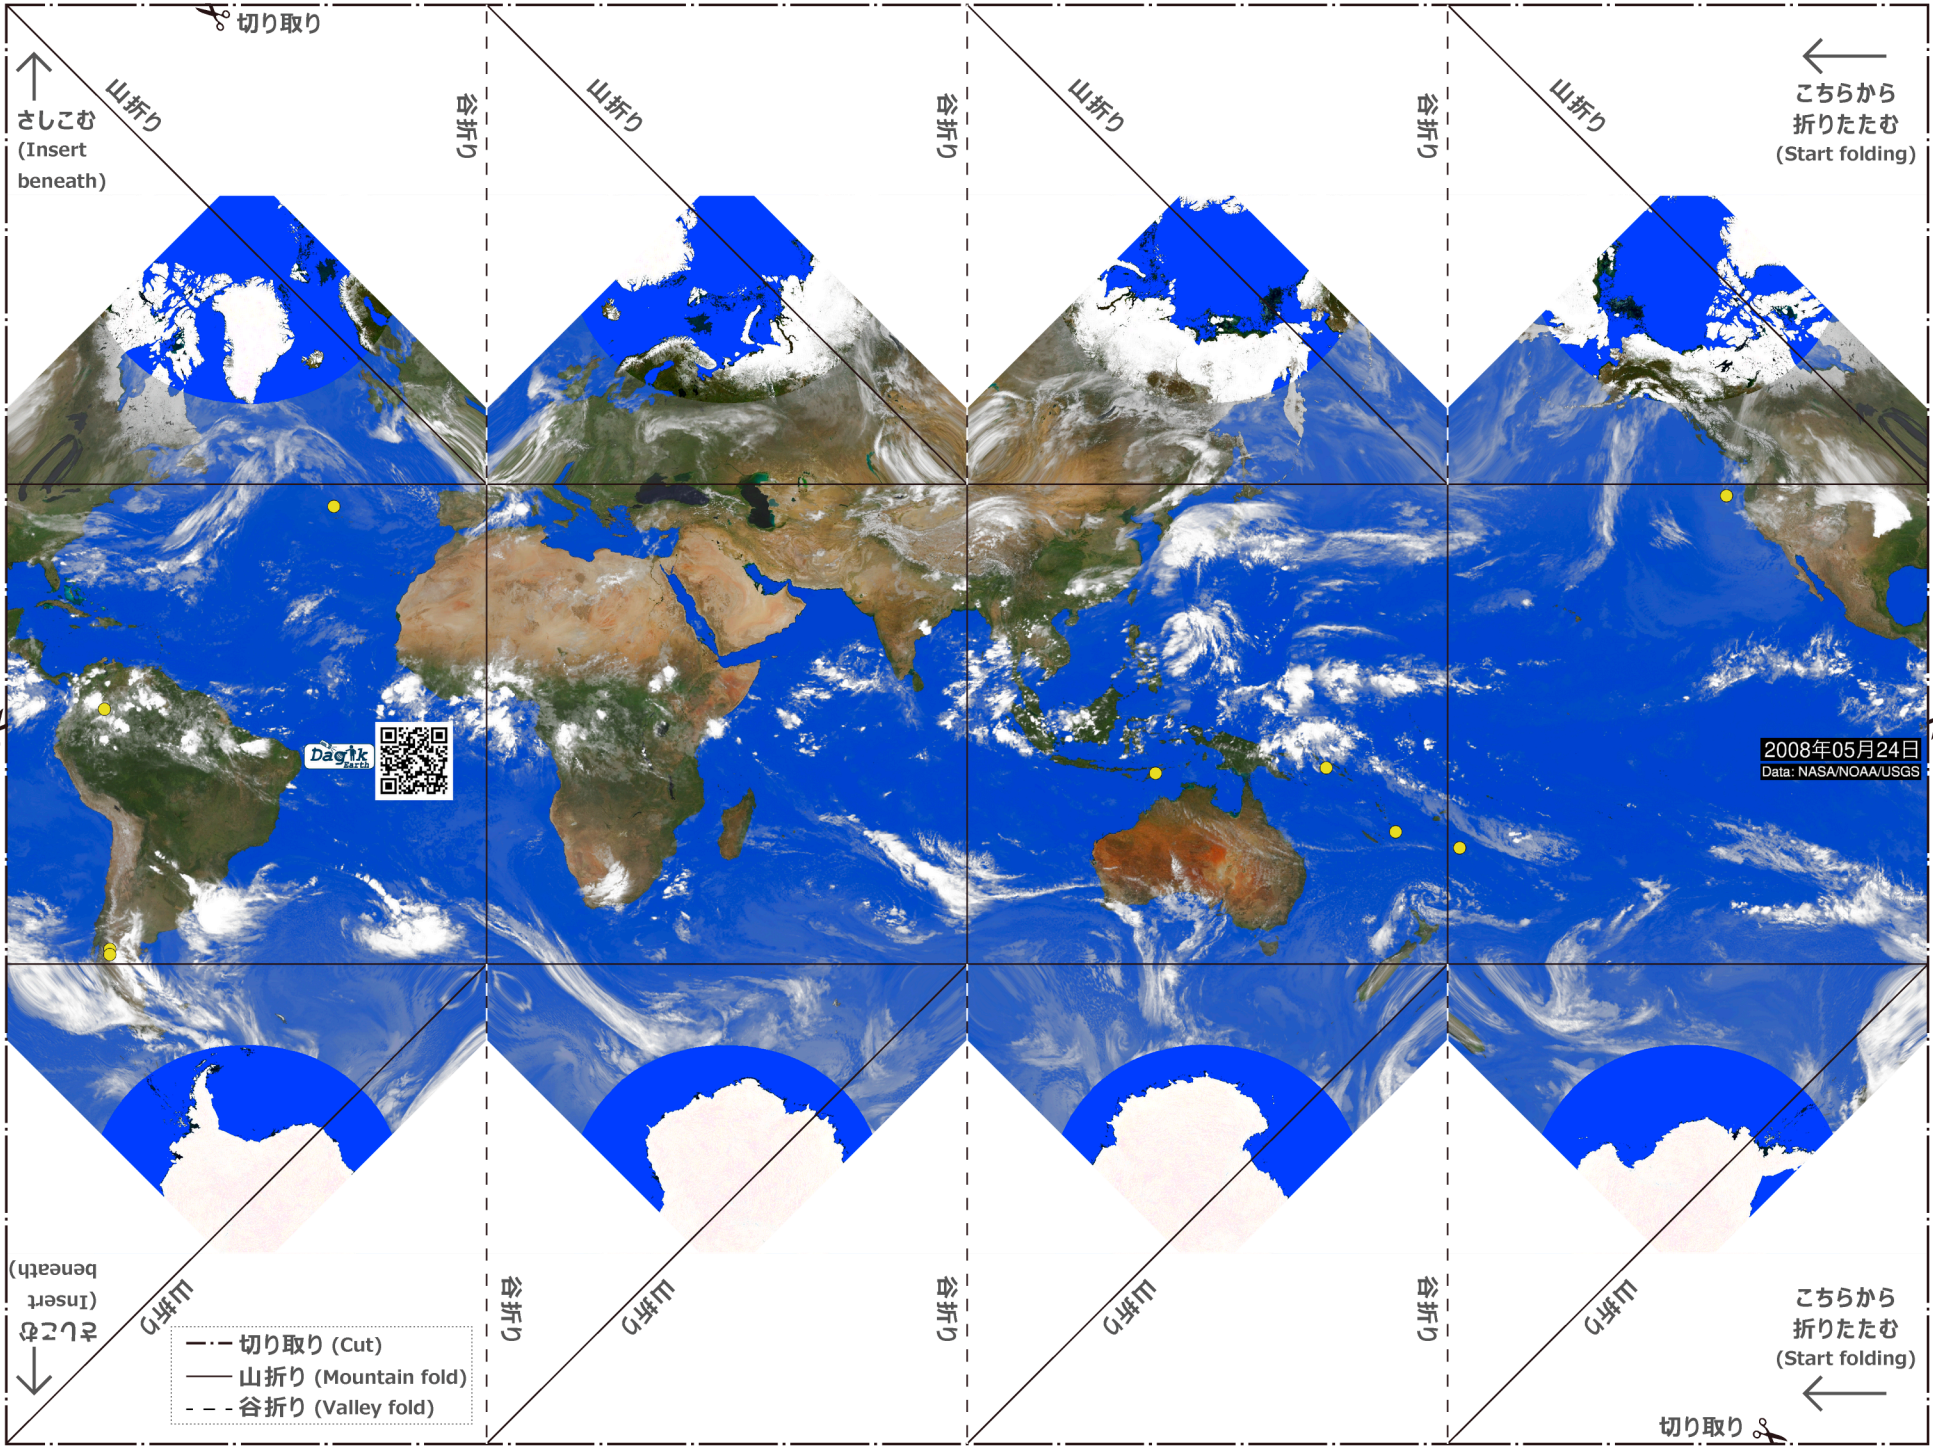 切り取り
山折り
谷折り
山折り
谷折り
山折り
谷折り
山折り
さしこむ
(Insert
beneath)
こちらから
折りたたむ
(Start folding)
Dagik
Earth
2008年05月24日
Data: NASA/NOAA/USGS
さしこむ
(Insert
beneath)
山折り
谷折り
山折り
谷折り
山折り
谷折り
山折り
こちらから
折りたたむ
(Start folding)
切り取り (Cut)
山折り (Mountain fold)
谷折り (Valley fold)
切り取り